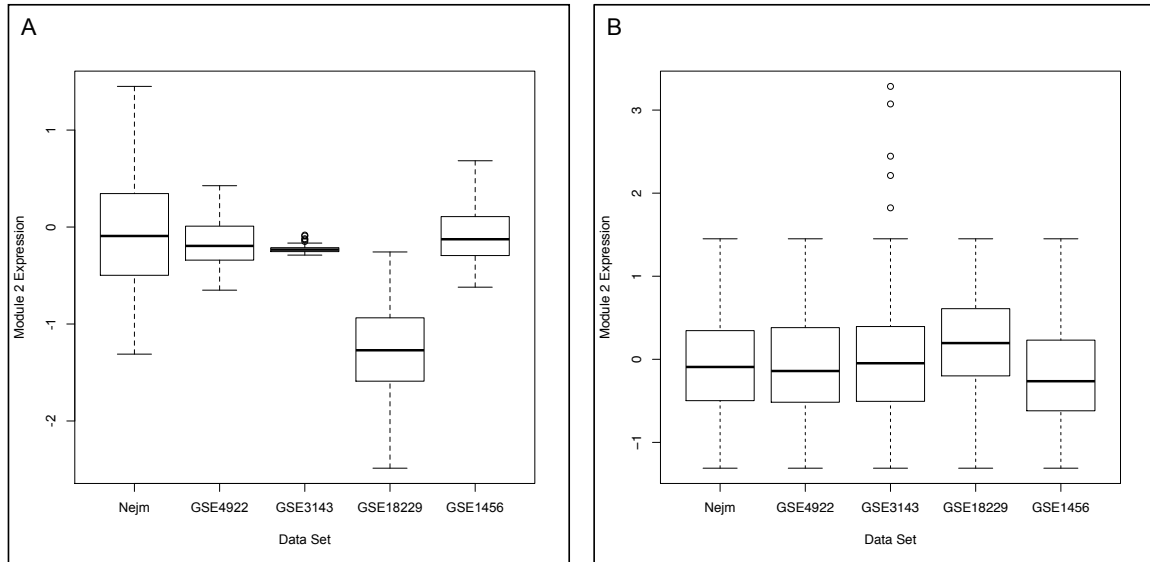 A
Module 2 Expression
1
0
-1
-2
Nejm GSE4922 GSE3143 GSE18229 GSE1456
Data Set
B
Module 2 Expression
3
2
1
0
-1
Nejm GSE4922 GSE3143 GSE18229 GSE1456
Data Set